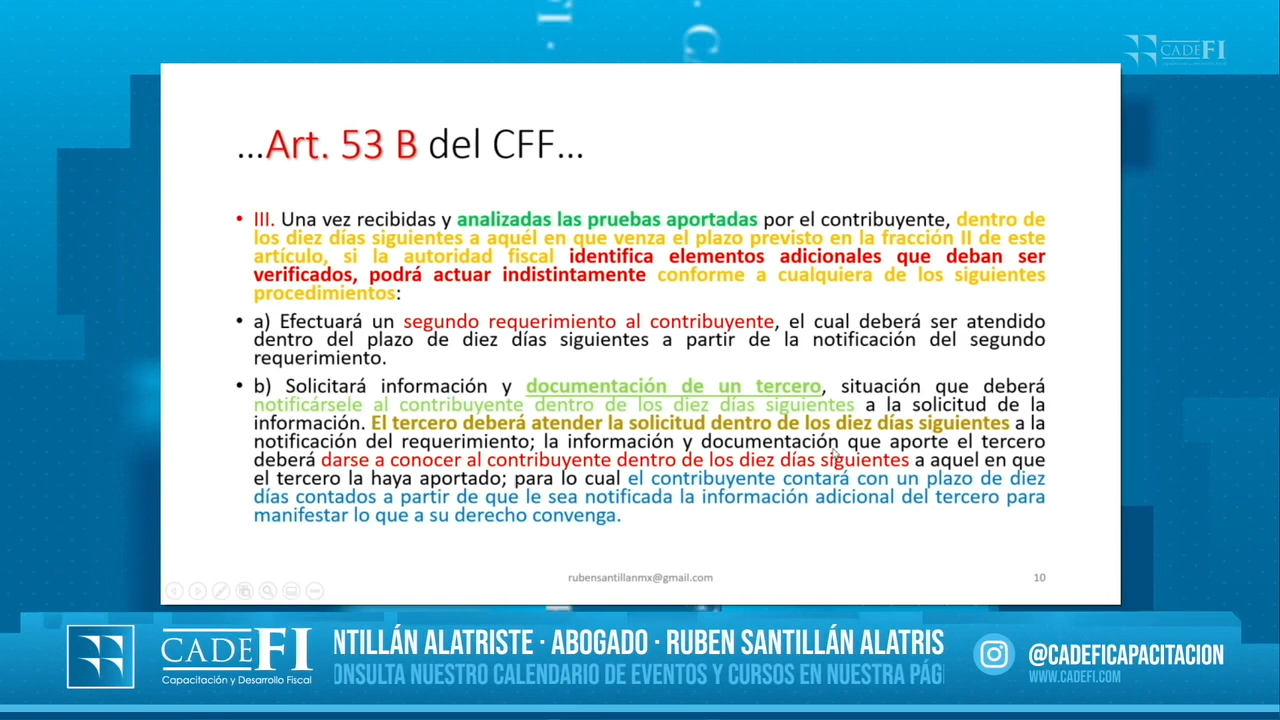 CADEFI
...Art. 53 B del CFF...
• III. Una vez recibidas y analizadas las pruebas aportadas por el contribuyente, dentro de
los diez días siguientes a aquél en que venza el plazo previsto en la fracción II de este
artículo, si la autoridad fiscal identifica elementos adicionales que deban ser
verificados, podrá actuar indistintamente conforme a cualquiera de los siguientes
procedimientos:
• a) Efectuará un segundo requerimiento al contribuyente, el cual deberá ser atendido
dentro del plazo de diez días siguientes a partir de la notificación del segundo
requerimiento.
• b) Solicitará información y documentación de un tercero, situación que deberá
notificársele al contribuyente dentro de los diez días siguientes a la solicitud de la
información. El tercero deberá atender la solicitud dentro de los diez días siguientes a la
notificación del requerimiento; la información y documentación que aporte el tercero
deberá darse a conocer al contribuyente dentro de los diez días siguientes a aquel en que
el tercero la haya aportado; para lo cual el contribuyente contará con un plazo de diez
días contados a partir de que le sea notificada la información adicional del tercero para
manifestar lo que a su derecho convenga.
rubensantillanmx@gmail.com
10
CADEFI
Capacitación y Desarrollo Fiscal
NTILLÁN ALATRISTE · ABOGADO · RUBEN SANTILLÁN ALATRIS
ONSULTA NUESTRO CALENDARIO DE EVENTOS Y CURSOS EN NUESTRA PÁG
@CADEFICAPACITACION
WWW.CADEFI.COM